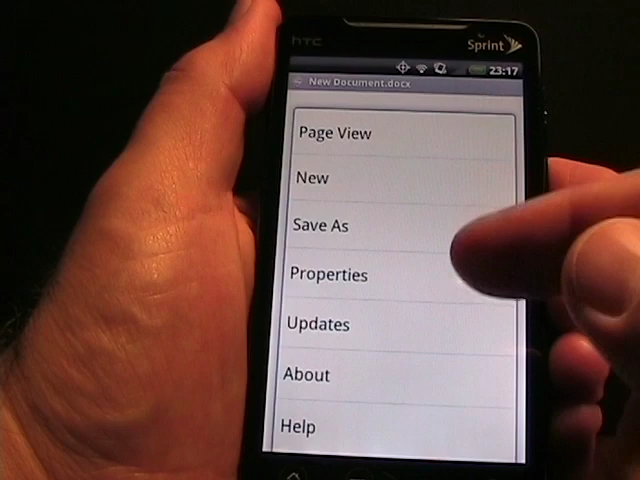 hTC
Sprint
23:17
New Document.docx
Page View
New
Save As
Properties
Updates
About
Help